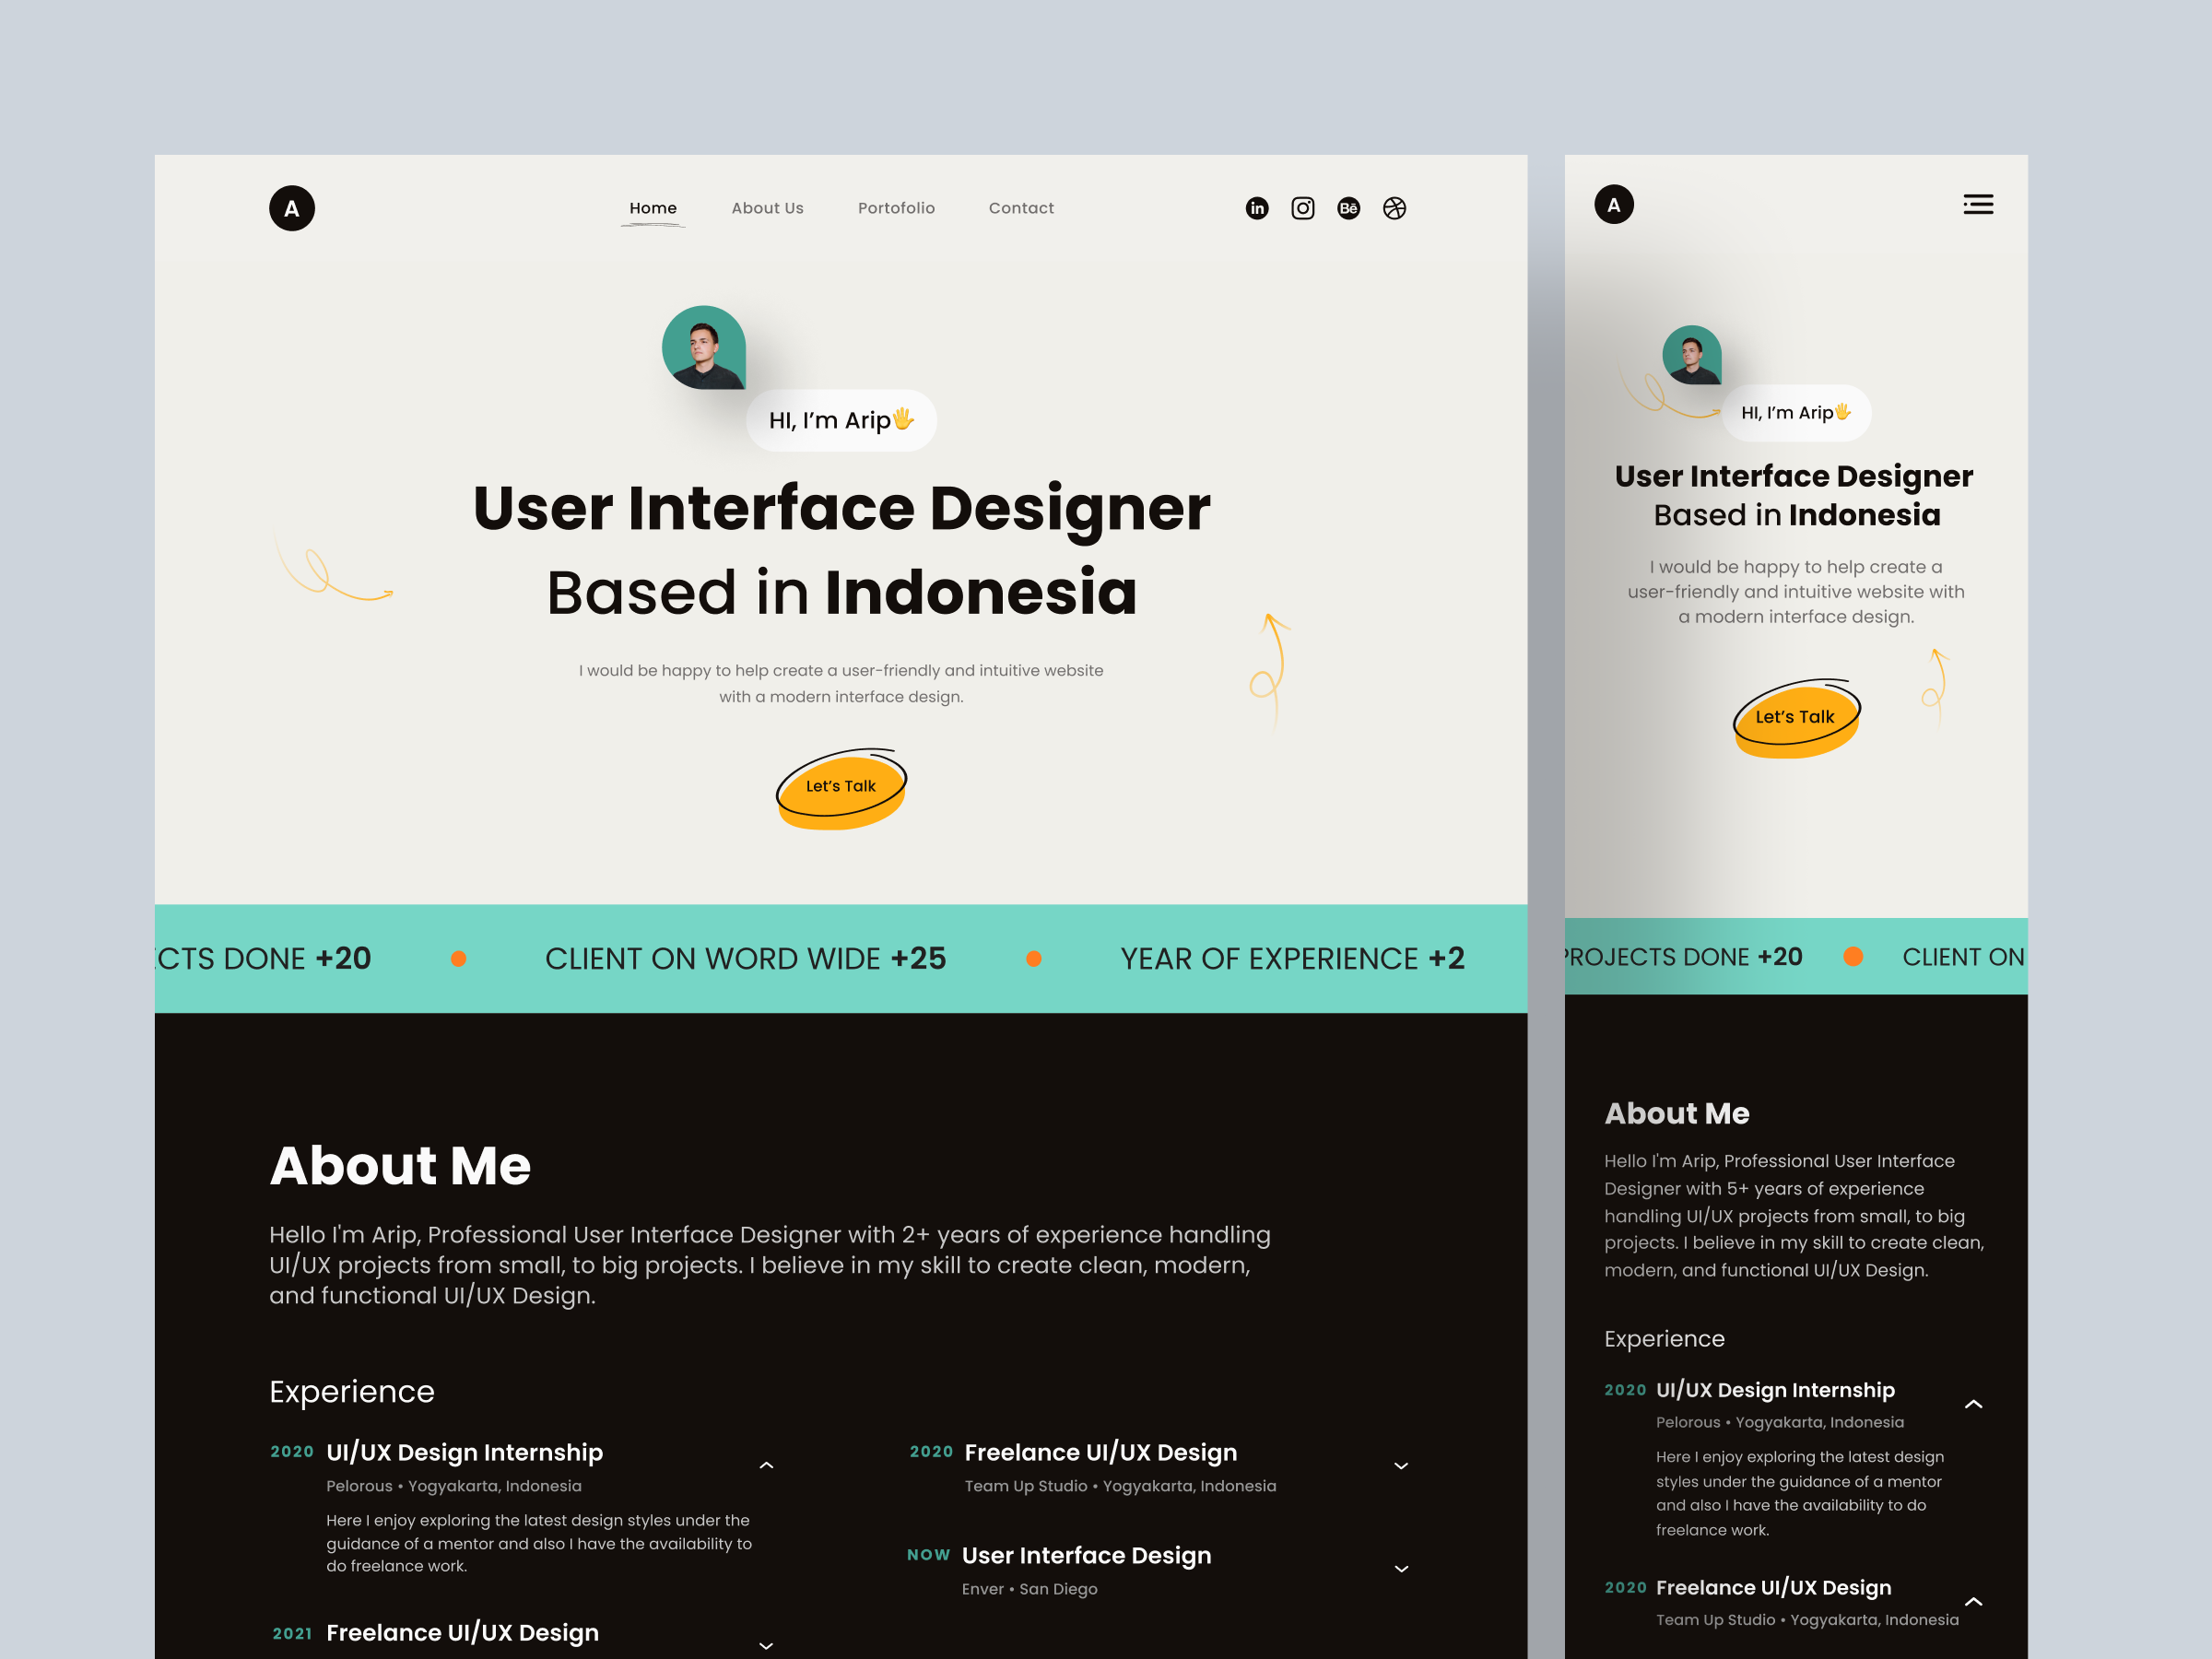 A
Home
About Us
Portofolio
Contact
in
Bē
HI, I’m Arip🖐
User Interface Designer
Based in Indonesia
I would be happy to help create a user-friendly and intuitive website
with a modern interface design.
Let’s Talk
DONE +20
CLIENT ON WORD WIDE +25
YEAR OF EXPERIENCE +2
About Me
Hello I'm Arip, Professional User Interface Designer with 2+ years of experience handling
UI/UX projects from small, to big projects. I believe in my skill to create clean, modern,
and functional UI/UX Design.
Experience
2020 UI/UX Design Internship
Pelorous • Yogyakarta, Indonesia
Here I enjoy exploring the latest design styles under the
guidance of a mentor and also I have the availability to
do freelance work.
2021 Freelance UI/UX Design
2020 Freelance UI/UX Design
Team Up Studio • Yogyakarta, Indonesia
NOW User Interface Design
Enver • San Diego
A
HI, I’m Arip🖐
User Interface Designer
Based in Indonesia
I would be happy to help create a
user-friendly and intuitive website with
a modern interface design.
Let’s Talk
PROJECTS DONE +20
CLIENT ON
About Me
Hello I'm Arip, Professional User Interface
Designer with 5+ years of experience
handling UI/UX projects from small, to big
projects. I believe in my skill to create clean,
modern, and functional UI/UX Design.
Experience
2020 UI/UX Design Internship
Pelorous • Yogyakarta, Indonesia
Here I enjoy exploring the latest design
styles under the guidance of a mentor
and also I have the availability to do
freelance work.
2020 Freelance UI/UX Design
Team Up Studio • Yogyakarta, Indonesia